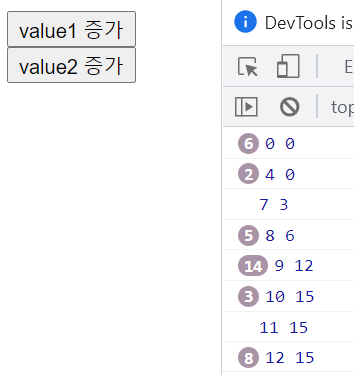 value1 증가
value2 증가
DevTools is
E
top
6 0 0
2 4 0
7 3
5 8 6
14 9 12
3 10 15
11 15
8 12 15